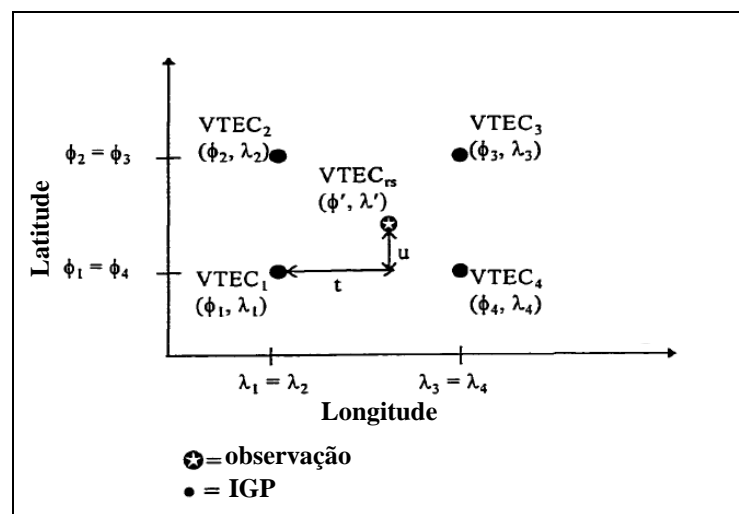 VTEC₂
(ϕ₂, λ₂)
VTEC₃
(ϕ₃, λ₃)
ϕ₂ = ϕ₃
VTECᵣₛ
(ϕ', λ')
Latitude
u
ϕ₁ = ϕ₄
VTEC₁
(ϕ₁, λ₁)
t
VTEC₄
(ϕ₄, λ₄)
λ₁ = λ₂
λ₃ = λ₄
Longitude
= observação
= IGP